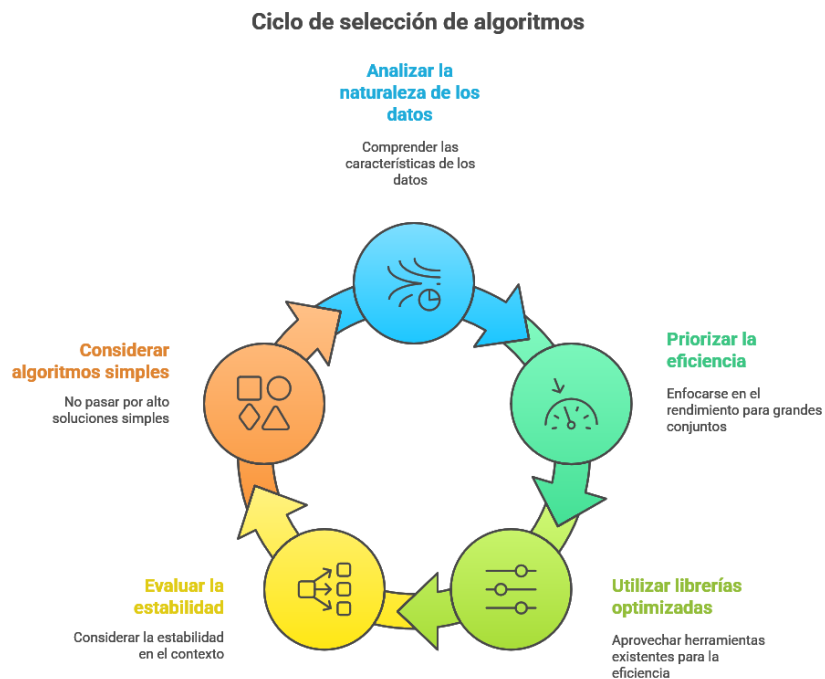 Ciclo de selección de algoritmos
Analizar la
naturaleza de los
datos
Comprender las
características de los
datos
Priorizar la
eficiencia
Enfocarse en el
rendimiento para grandes
conjuntos
Utilizar librerías
optimizadas
Aprovechar herramientas
existentes para la
eficiencia
Evaluar la
estabilidad
Considerar la estabilidad
en el contexto
Considerar
algoritmos simples
No pasar por alto
soluciones simples